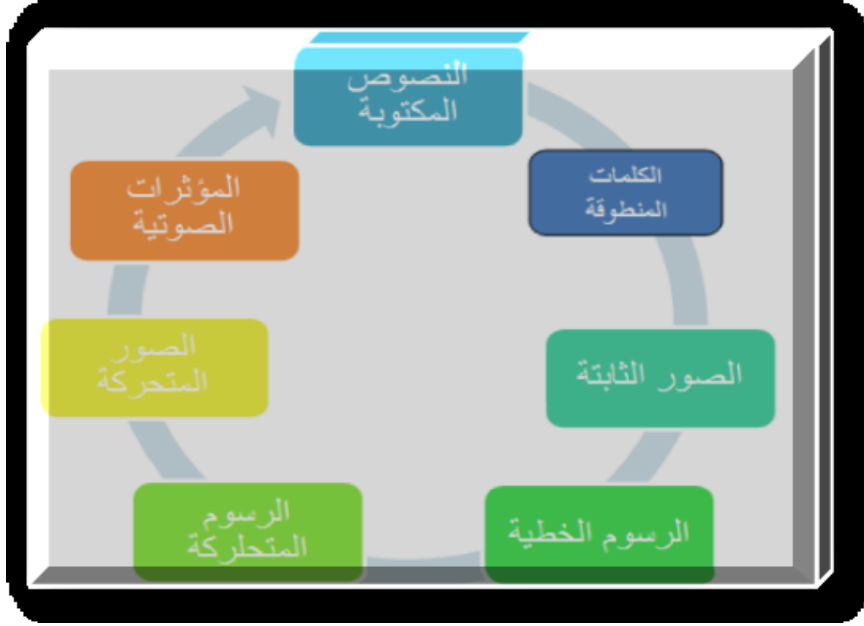 النصوص
المكتوبة
الكلمات
المنطوقة
الصور الثابتة
الرسوم الخطية
الرسوم
المتحلركة
الصور
المتحركة
المؤثرات
الصوتية